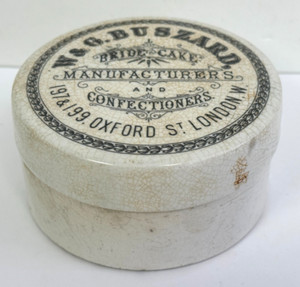 W & G. BUSZARD,
BRIDE CAKE
MANUFACTURERS
AND
CONFECTIONERS
197 & 199 OXFORD ST. LONDON. W.